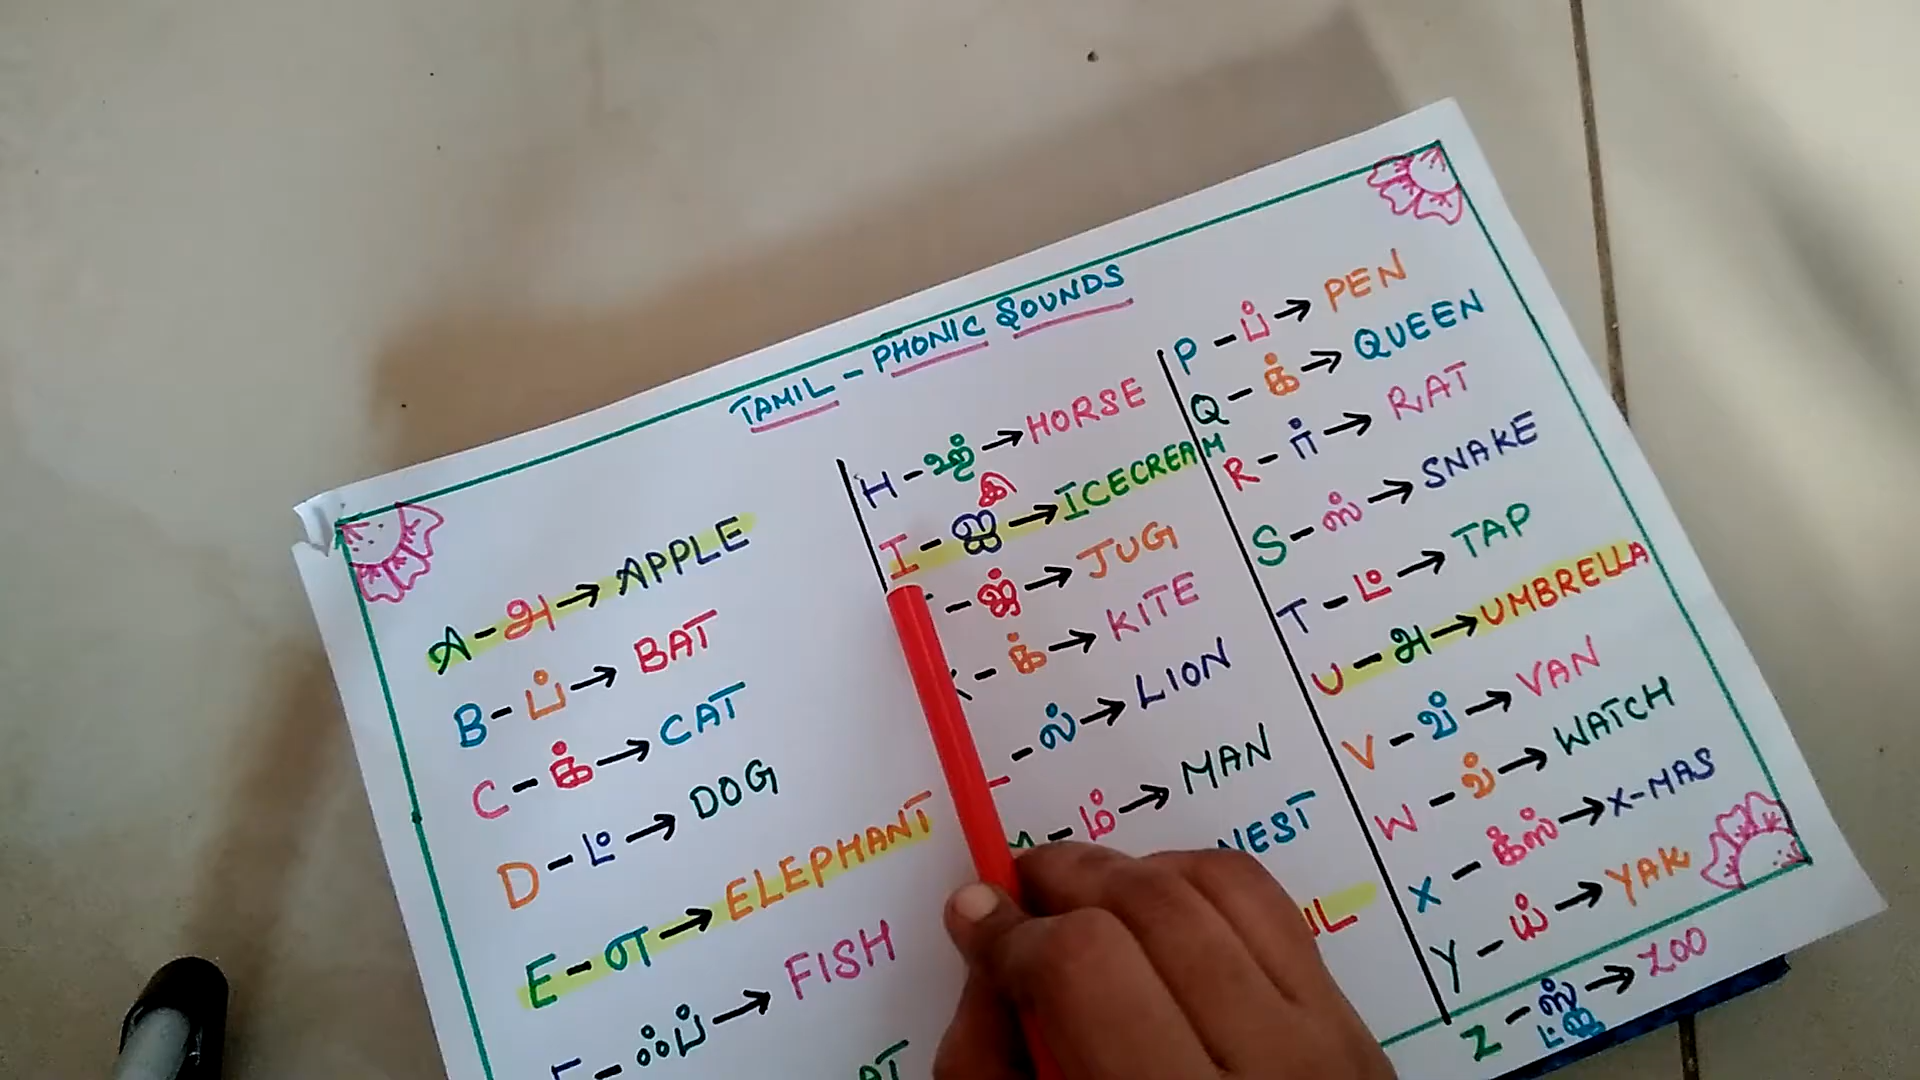 TAMIL - PHONIC SOUNDS
A - அ → APPLE
B - ப் → BAT
C - க் → CAT
D - ட் → DOG
E - எ → ELEPHANT
ஃப் → FISH
H - ஹ் → HORSE
இ
I - ஐ → ICECREAM
- ஜ் → JUG
- க் → KITE
- ல் → LION
- ம் → MAN
NEST
P - ப் → PEN
Q - க் → QUEEN
R - ர் → RAT
S - ஸ் → SNAKE
T - ட் → TAP
U - அ → UMBRELLA
V - வ் → VAN
W - வ் → WATCH
X - க்ஸ் → X-MAS
Y - ய் → YAK
Z - ஸ் → ZOO